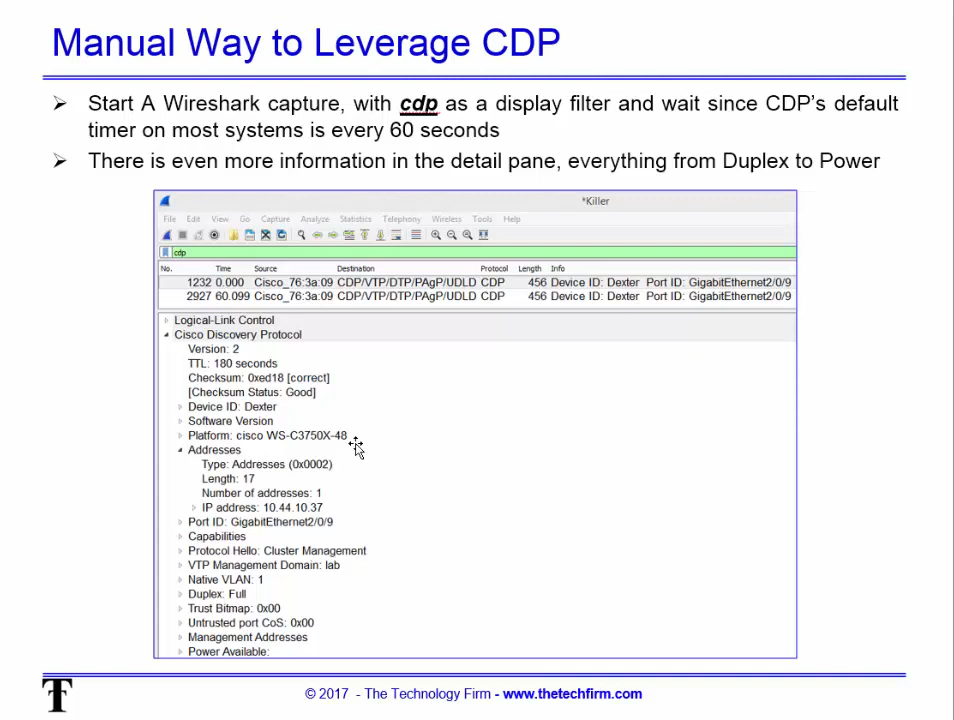 Manual Way to Leverage CDP
➢ Start A Wireshark capture, with cdp as a display filter and wait since CDP's default
timer on most systems is every 60 seconds
➢ There is even more information in the detail pane, everything from Duplex to Power
*Killer
File Edit View Go Capture Analyze Statistics Telephony Wireless Tools Help
cdp
No. Time Source Destination Protocol Length Info
1232 0.000 Cisco_76:3a:09 CDP/VTP/DTP/PAgP/UDLD CDP 456 Device ID: Dexter Port ID: GigabitEthernet2/0/9
2927 60.099 Cisco_76:3a:09 CDP/VTP/DTP/PAgP/UDLD CDP 456 Device ID: Dexter Port ID: GigabitEthernet2/0/9
Logical-Link Control
Cisco Discovery Protocol
Version: 2
TTL: 180 seconds
Checksum: 0xed18 [correct]
[Checksum Status: Good]
Device ID: Dexter
Software Version
Platform: cisco WS-C3750X-48
Addresses
Type: Addresses (0x0002)
Length: 17
Number of addresses: 1
IP address: 10.44.10.37
Port ID: GigabitEthernet2/0/9
Capabilities
Protocol Hello: Cluster Management
VTP Management Domain: lab
Native VLAN: 1
Duplex: Full
Trust Bitmap: 0x00
Untrusted port CoS: 0x00
Management Addresses
Power Available:
© 2017 - The Technology Firm - www.thetechfirm.com